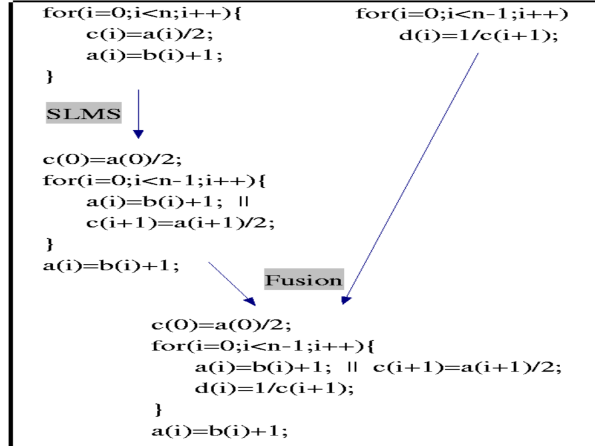 for(i=0;i<n;i++){
c(i)=a(i)/2;
a(i)=b(i)+1;
}
for(i=0;i<n-1;i++)
d(i)=1/c(i+1);
SLMS
c(0)=a(0)/2;
for(i=0;i<n-1;i++){
a(i)=b(i)+1; ||
c(i+1)=a(i+1)/2;
}
a(i)=b(i)+1;
Fusion
c(0)=a(0)/2;
for(i=0;i<n-1;i++){
a(i)=b(i)+1; || c(i+1)=a(i+1)/2;
d(i)=1/c(i+1);
}
a(i)=b(i)+1;